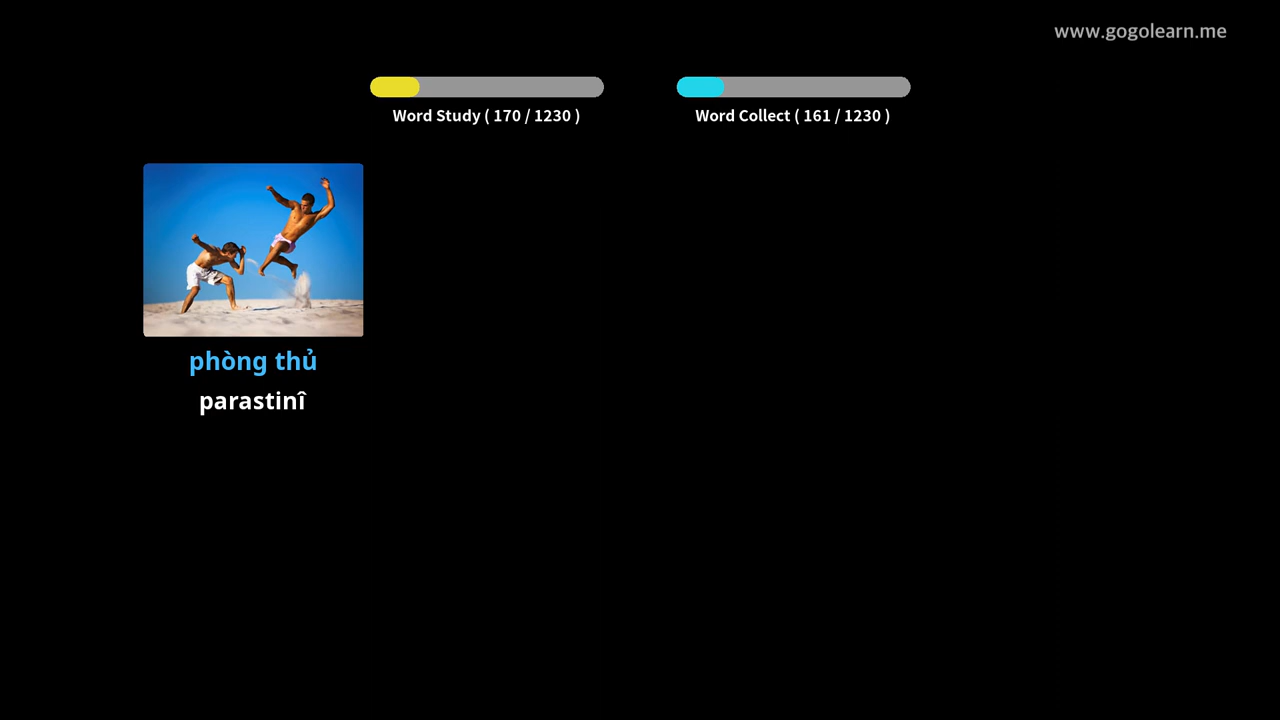 www.gogolearn.me
Word Study ( 170 / 1230 )
Word Collect ( 161 / 1230 )
phòng thủ
parastinî